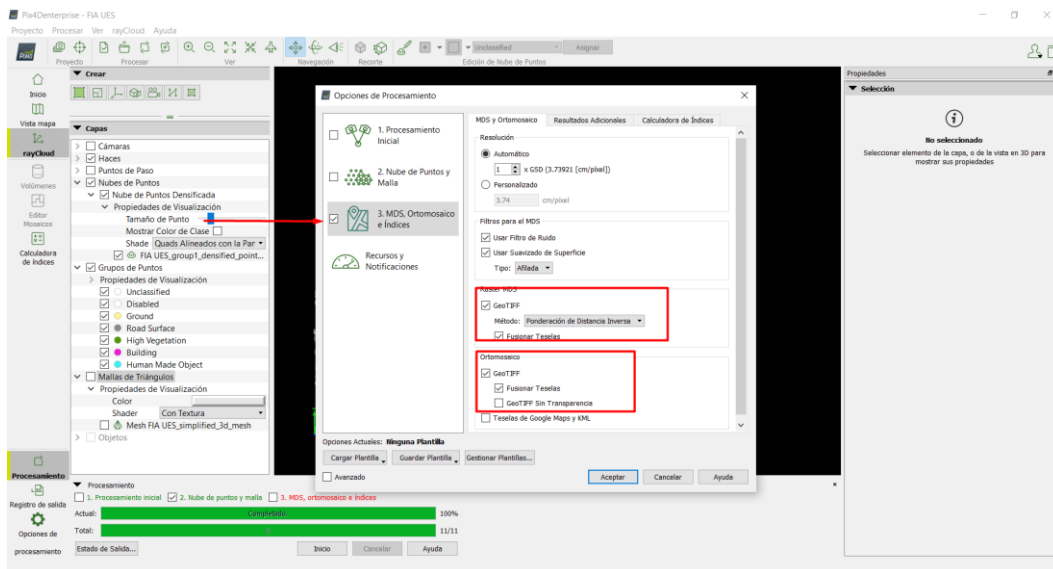 Pix4Denterprise - FIA UES
Proyecto Procesar Ver rayCloud Ayuda
Unclassified Asignar
Proyecto Procesar Ver Navegación Recorte Edición de Nube de Puntos
Inicio
Vista mapa
rayCloud
Volúmenes
Editor
Mosaicos
Calculadora
de índices
Crear
Capas
Cámaras
Haces
Puntos de Paso
Nubes de Puntos
Nube de Puntos Densificada
Propiedades de Visualización
Tamaño de Punto
Mostrar Color de Clase
Shade Quads Alineados con la Par
FIA UES_group1_densified_point...
Grupos de Puntos
Propiedades de Visualización
Unclassified
Disabled
Ground
Road Surface
High Vegetation
Building
Human Made Object
Mallas de Triángulos
Propiedades de Visualización
Color
Shader Con Textura
Mesh FIA UES_simplified_3d_mesh
Objetos
Opciones de Procesamiento
1. Procesamiento
Inicial
2. Nube de Puntos y
Malla
3. MDS, Ortomosaico
e Índices
Recursos y
Notificaciones
MDS y Ortomosaico Resultados Adicionales Calculadora de Índices
Resolución
Automático
1 x GSD (3.73921 [cm/píxel])
Personalizado
3.74 cm/píxel
Filtros para el MDS
Usar Filtro de Ruido
Usar Suavizado de Superficie
Tipo: Afilada
Ráster MDS
GeoTIFF
Método: Ponderación de Distancia Inversa
Fusionar Teselas
Ortomosaico
GeoTIFF
Fusionar Teselas
GeoTIFF Sin Transparencia
Teselas de Google Maps y KML
Opciones Actuales: Ninguna Plantilla
Cargar Plantilla Guardar Plantilla Gestionar Plantillas...
Avanzado
Aceptar Cancelar Ayuda
Propiedades
Selección
No seleccionado
Seleccionar elemento de la capa, o de la vista en 3D para
mostrar sus propiedades
Procesamiento
Registro de salida
Opciones de
procesamiento
Procesamiento
1. Procesamiento inicial 2. Nube de puntos y malla 3. MDS, ortomosaico e índices
Actual: Completado. 100%
Total: 11/11
Estado de Salida... Inicio Cancelar Ayuda